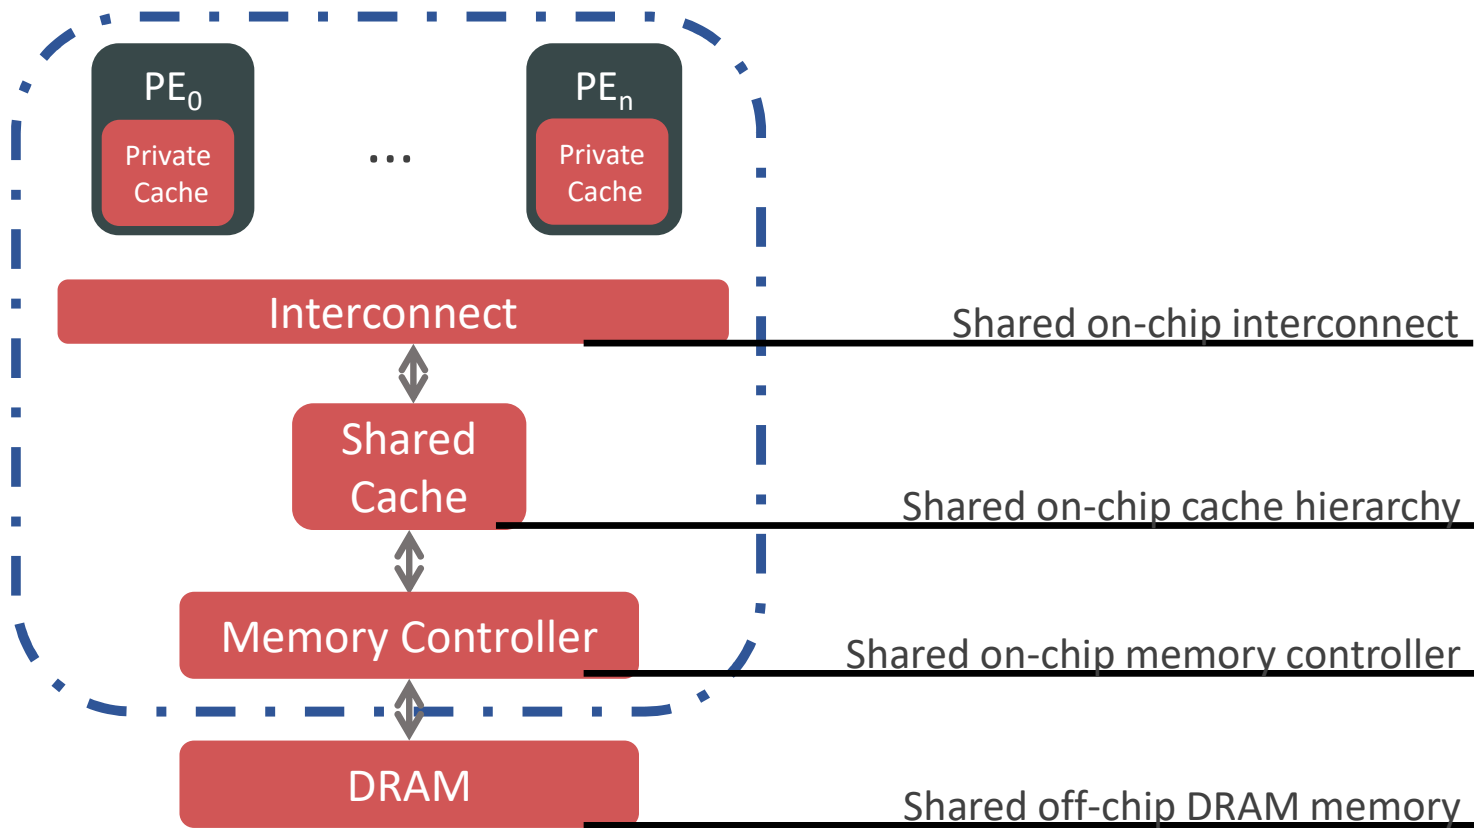 PE₀
Private
Cache
...
PEₙ
Private
Cache
Interconnect
Shared on-chip interconnect
Shared
Cache
Shared on-chip cache hierarchy
Memory Controller
Shared on-chip memory controller
DRAM
Shared off-chip DRAM memory